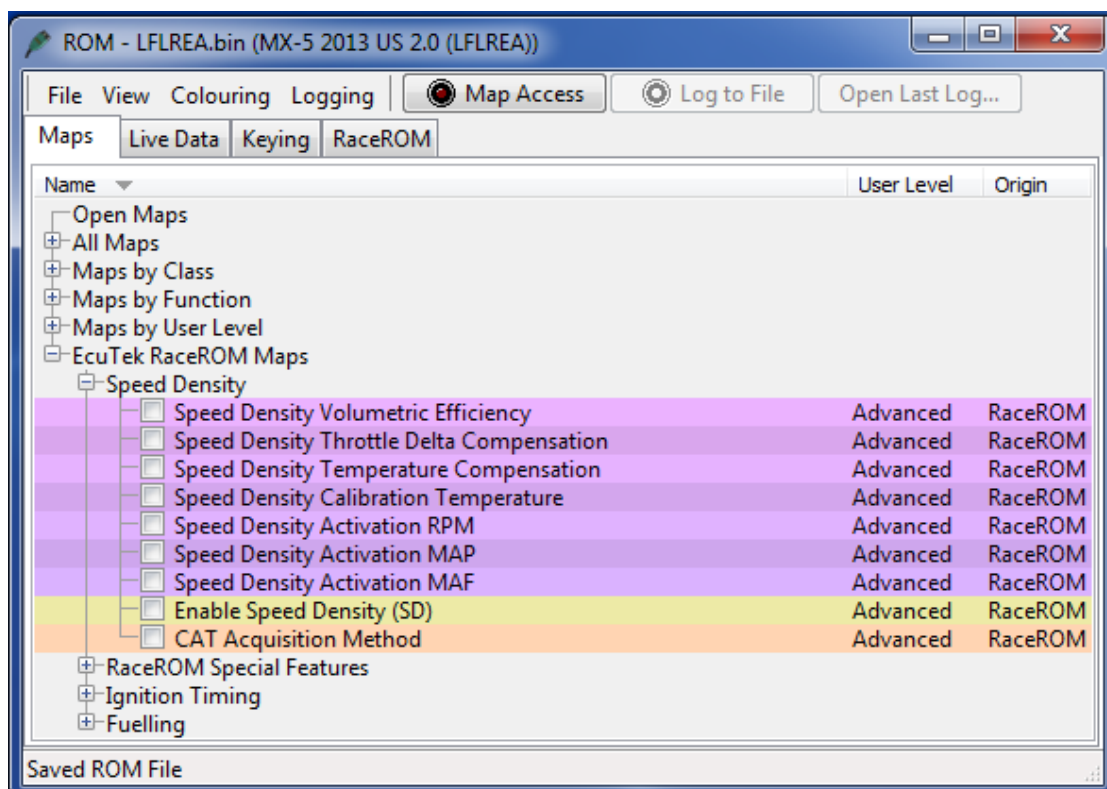 ROM - LFLREA.bin (MX-5 2013 US 2.0 (LFLREA))
File View Colouring Logging Map Access Log to File Open Last Log...
Maps Live Data Keying RaceROM
Name User Level Origin
Open Maps
All Maps
Maps by Class
Maps by Function
Maps by User Level
EcuTek RaceROM Maps
Speed Density
Speed Density Volumetric Efficiency Advanced RaceROM
Speed Density Throttle Delta Compensation Advanced RaceROM
Speed Density Temperature Compensation Advanced RaceROM
Speed Density Calibration Temperature Advanced RaceROM
Speed Density Activation RPM Advanced RaceROM
Speed Density Activation MAP Advanced RaceROM
Speed Density Activation MAF Advanced RaceROM
Enable Speed Density (SD) Advanced RaceROM
CAT Acquisition Method Advanced RaceROM
RaceROM Special Features
Ignition Timing
Fuelling
Saved ROM File